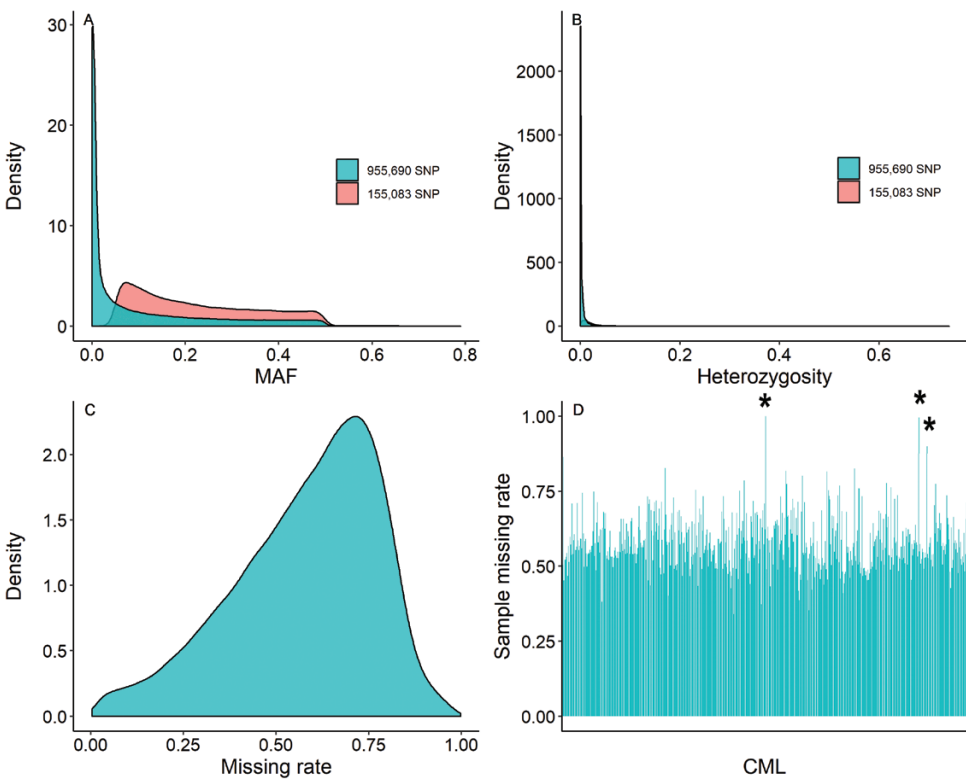 A
Density
30
20
10
0
955,690 SNP
155,083 SNP
0.0 0.2 0.4 0.6 0.8
MAF
B
Density
2000
1500
1000
500
0
955,690 SNP
155,083 SNP
0.0 0.2 0.4 0.6
Heterozygosity
C
Density
2.0
1.5
1.0
0.5
0.0
0.00 0.25 0.50 0.75 1.00
Missing rate
D
* * *
Sample missing rate
1.00
0.75
0.50
0.25
0.00
CML